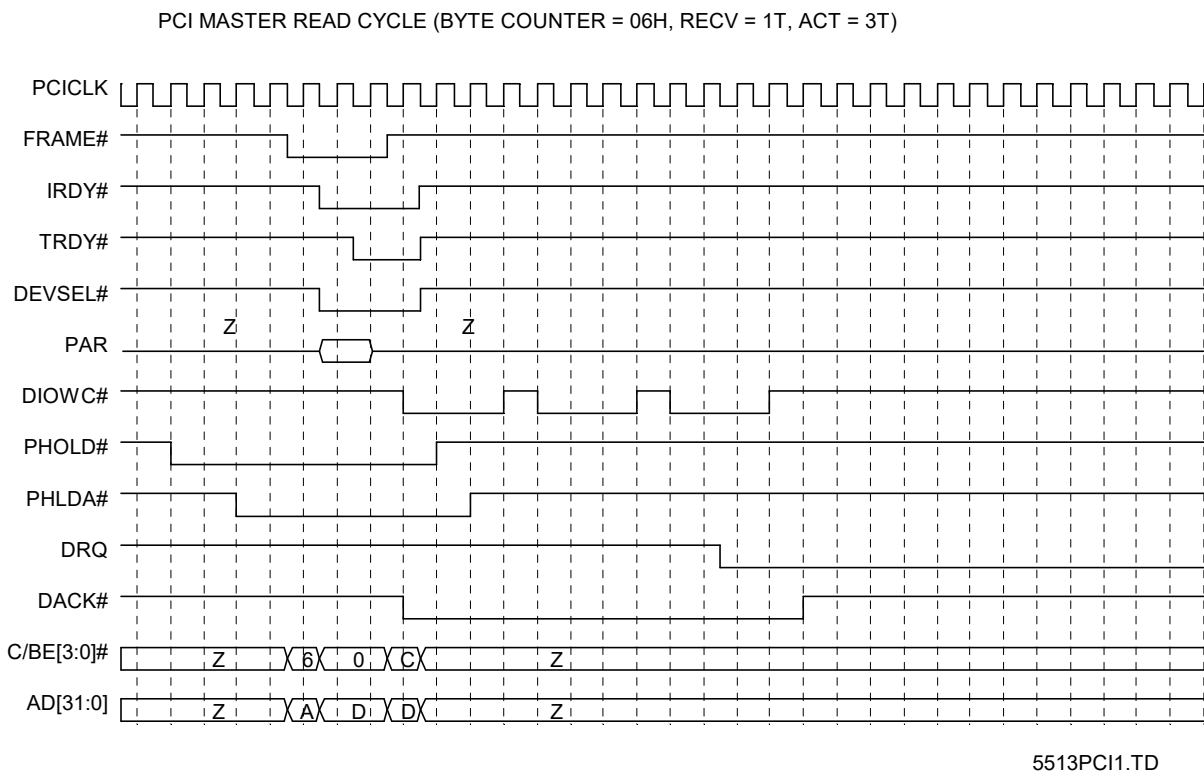 PCI MASTER READ CYCLE (BYTE COUNTER = 06H, RECV = 1T, ACT = 3T)
PCICLK
FRAME#
IRDY#
TRDY#
DEVSEL#
Z Z
PAR
DIOWC#
PHOLD#
PHLDA#
DRQ
DACK#
C/BE[3:0]# Z 6 0 C Z
AD[31:0] Z A D D Z
5513PCI1.TD